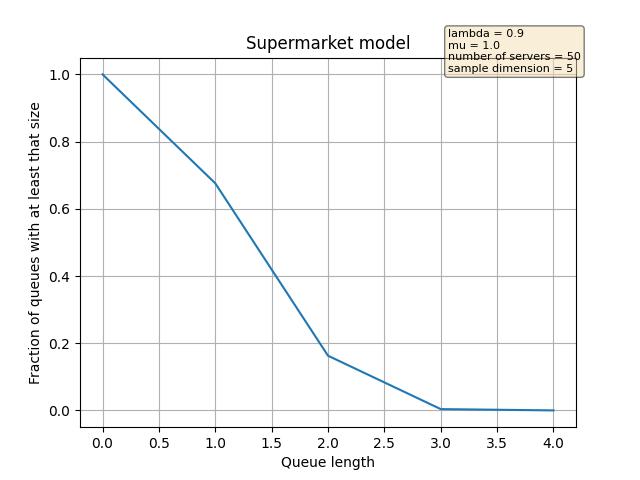 Supermarket model
lambda = 0.9
mu = 1.0
number of servers = 50
sample dimension = 5
Fraction of queues with at least that size
1.0
0.8
0.6
0.4
0.2
0.0
0.0 0.5 1.0 1.5 2.0 2.5 3.0 3.5 4.0
Queue length